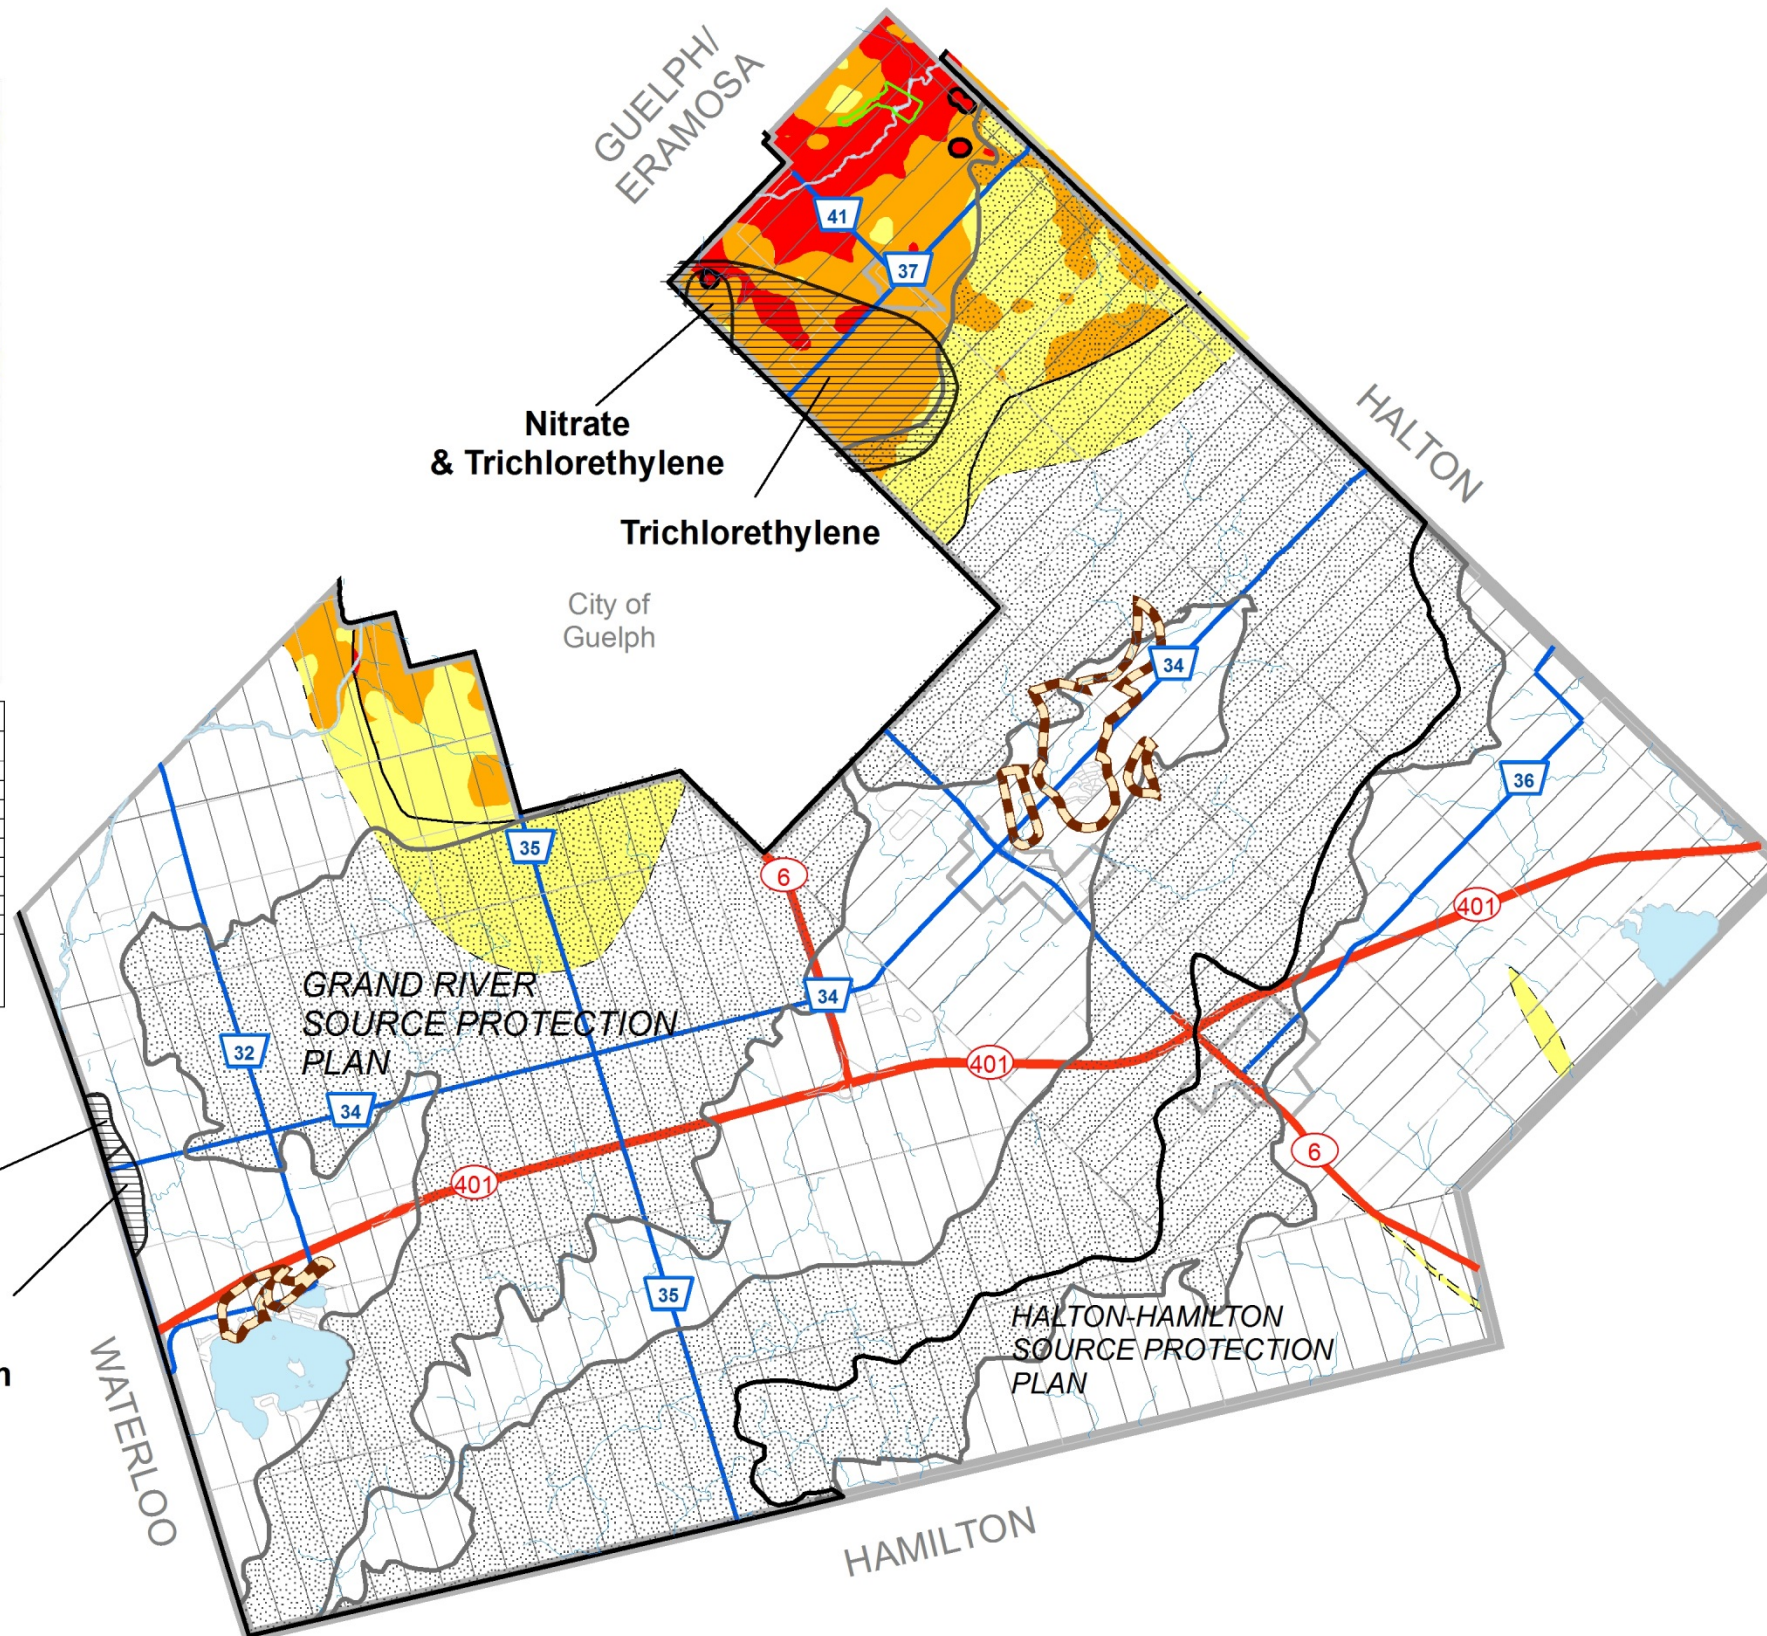 GUELPH/
ERAMOSA
41
37
Nitrate
& Trichlorethylene
Trichlorethylene
HALTON
City of
Guelph
34
36
35
6
401
GRAND RIVER
SOURCE PROTECTION
PLAN
34
32
401
34
6
401
35
HALTON-HAMILTON
SOURCE PROTECTION
PLAN
WATERLOO
HAMILTON